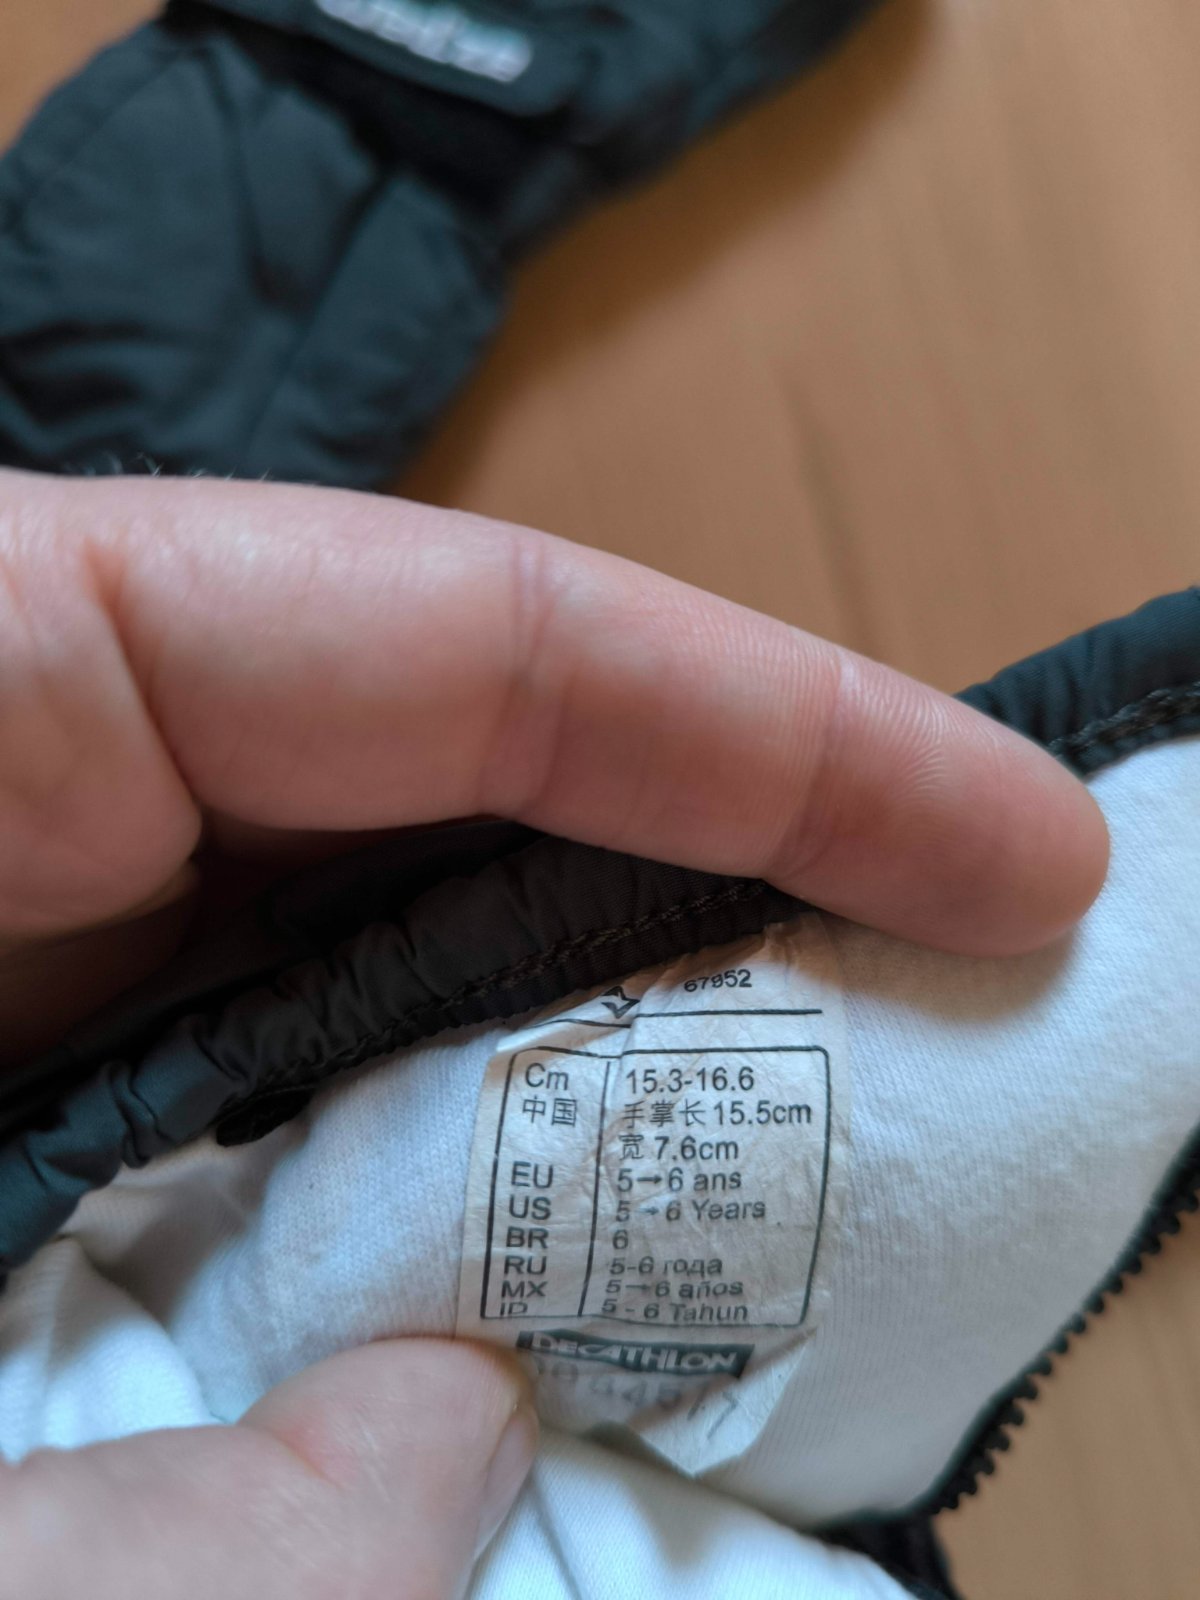 67952
Cm 15.3-16.6
中国 手掌长 15.5cm
宽 7.6cm
EU 5→6 ans
US 5→6 Years
BR 6
RU 5-6 года
MX 5→6 años
ID 5 - 6 Tahun
DECATHLON